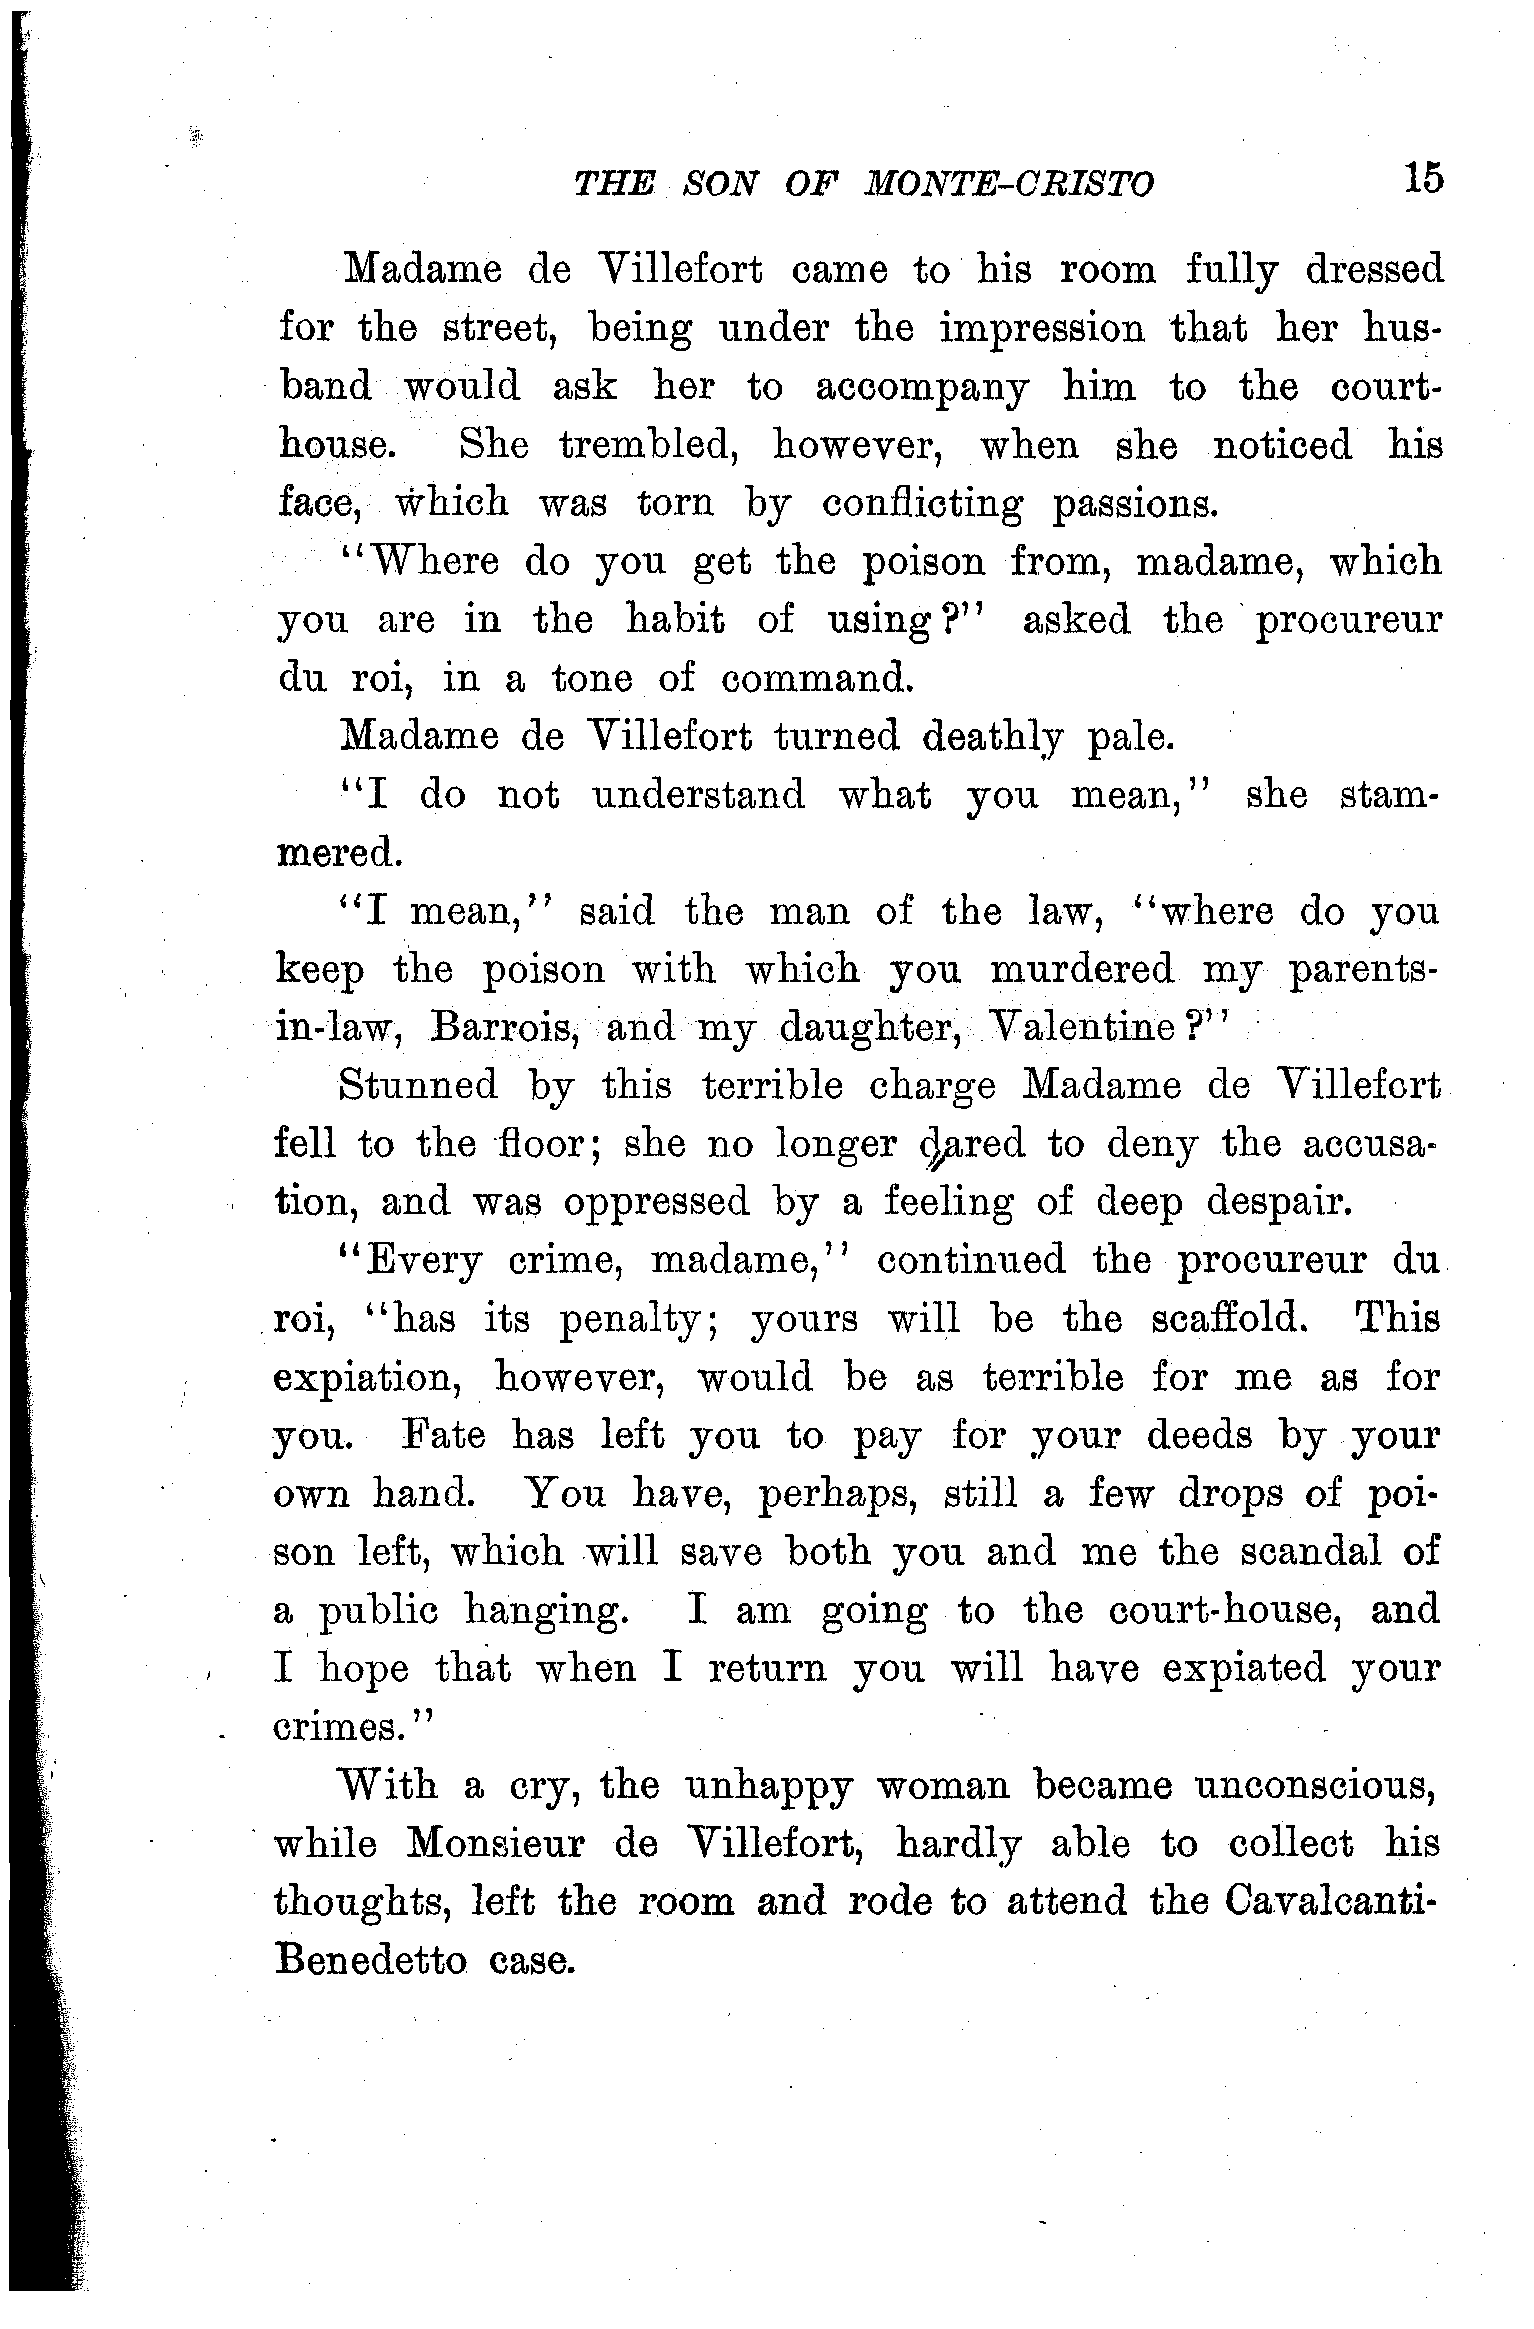 THE SON OF MONTE-CRISTO 15
Madame de Villefort came to his room fully dressed
for the street, being under the impression that her hus-
band would ask her to accompany him to the court-
house. She trembled, however, when she noticed his
face, which was torn by conflicting passions.
"Where do you get the poison from, madame, which
you are in the habit of using?" asked the procureur
du roi, in a tone of command.
Madame de Villefort turned deathly pale.
"I do not understand what you mean," she stam-
mered.
"I mean," said the man of the law, "where do you
keep the poison with which you murdered my parents-
in-law, Barrois, and my daughter, Valentine?"
Stunned by this terrible charge Madame de Villefort
fell to the floor; she no longer dared to deny the accusa-
tion, and was oppressed by a feeling of deep despair.
"Every crime, madame," continued the procureur du
roi, "has its penalty; yours will be the scaffold. This
expiation, however, would be as terrible for me as for
you. Fate has left you to pay for your deeds by your
own hand. You have, perhaps, still a few drops of poi-
son left, which will save both you and me the scandal of
a public hanging. I am going to the court-house, and
I hope that when I return you will have expiated your
crimes."
With a cry, the unhappy woman became unconscious,
while Monsieur de Villefort, hardly able to collect his
thoughts, left the room and rode to attend the Cavalcanti-
Benedetto case.